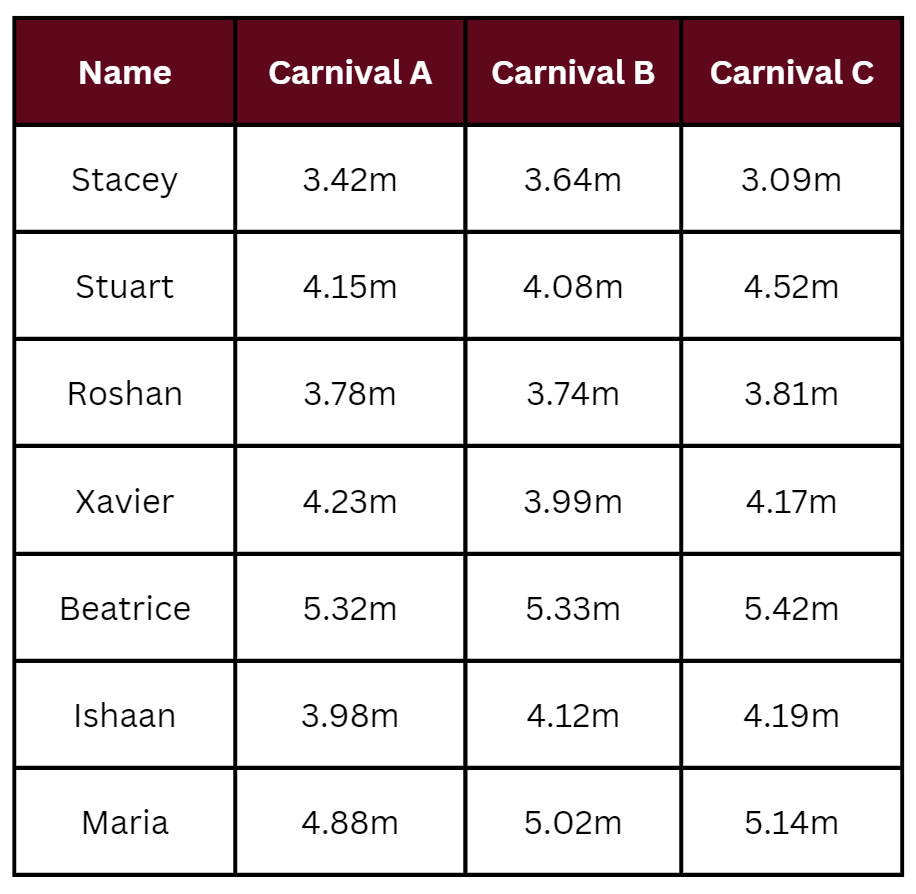 Name Carnival A Carnival B Carnival C
Stacey 3.42m 3.64m 3.09m
Stuart 4.15m 4.08m 4.52m
Roshan 3.78m 3.74m 3.81m
Xavier 4.23m 3.99m 4.17m
Beatrice 5.32m 5.33m 5.42m
Ishaan 3.98m 4.12m 4.19m
Maria 4.88m 5.02m 5.14m